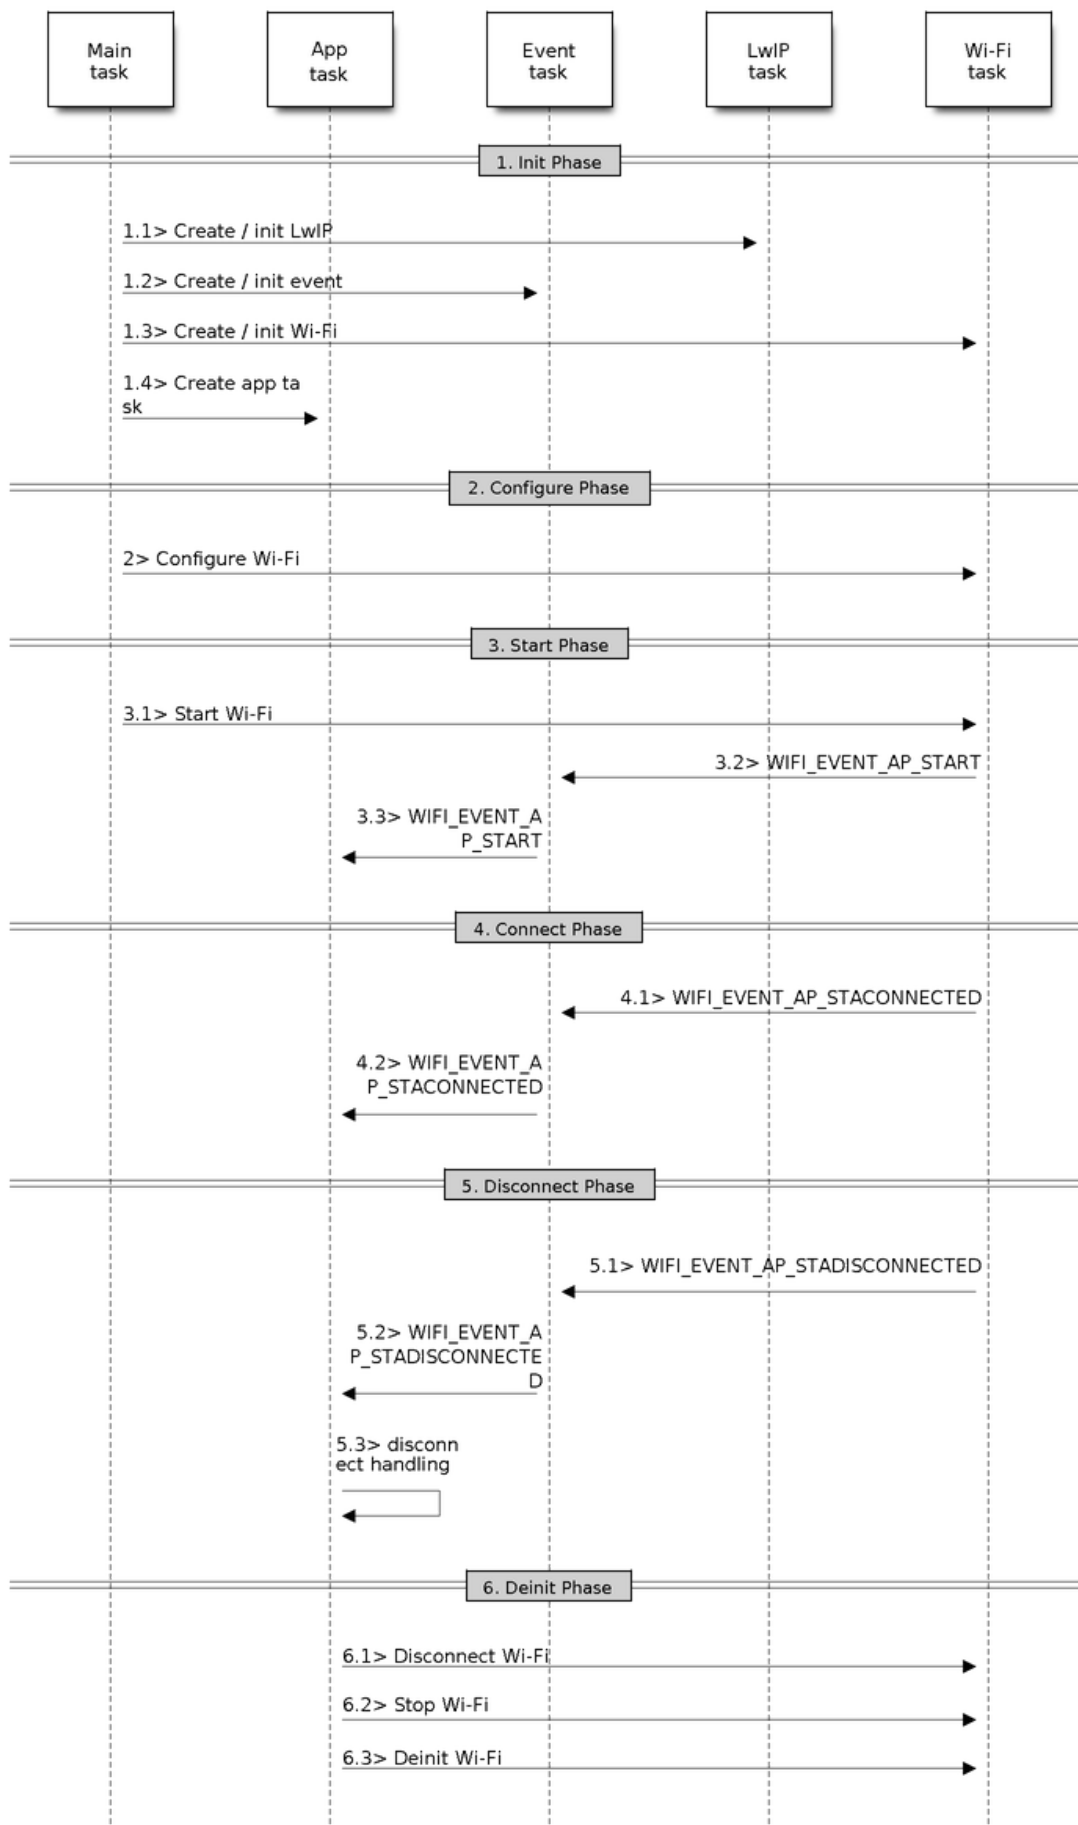 Main
task
App
task
Event
task
LwIP
task
Wi-Fi
task
1. Init Phase
1.1> Create / init LwIP
1.2> Create / init event
1.3> Create / init Wi-Fi
1.4> Create app ta
sk
2. Configure Phase
2> Configure Wi-Fi
3. Start Phase
3.1> Start Wi-Fi
3.2> WIFI_EVENT_AP_START
3.3> WIFI_EVENT_A
P_START
4. Connect Phase
4.1> WIFI_EVENT_AP_STACONNECTED
4.2> WIFI_EVENT_A
P_STACONNECTED
5. Disconnect Phase
5.1> WIFI_EVENT_AP_STADISCONNECTED
5.2> WIFI_EVENT_A
P_STADISCONNECTE
D
5.3> disconn
ect handling
6. Deinit Phase
6.1> Disconnect Wi-Fi
6.2> Stop Wi-Fi
6.3> Deinit Wi-Fi